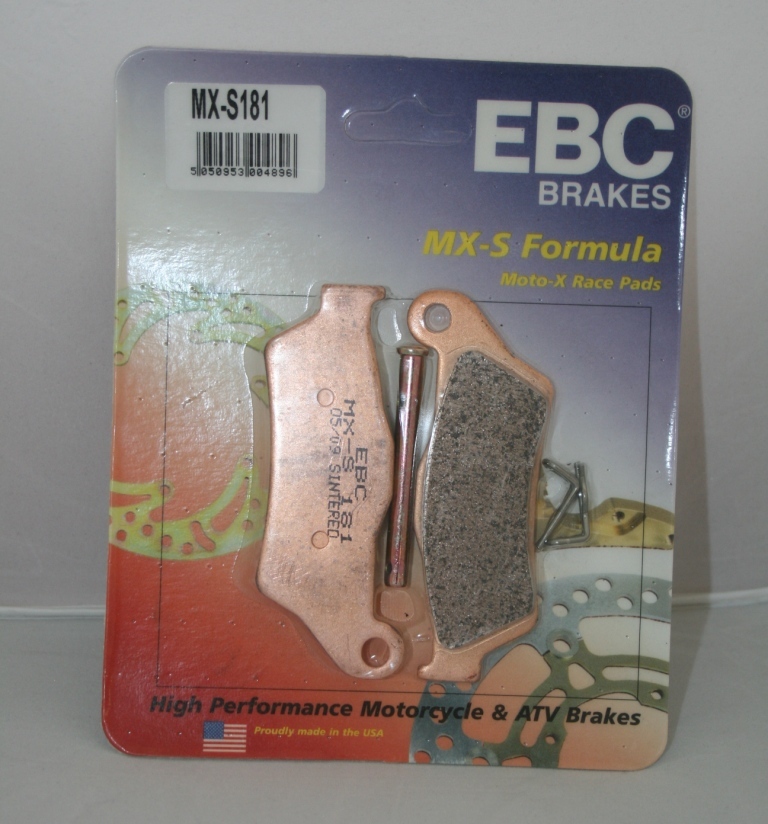 MX-S181
5 050953 004896
EBC®
BRAKES
MX-S Formula
Moto-X Race Pads
EBC
MX-S 181
05/09 SINTERED
High Performance Motorcycle & ATV Brakes
Proudly made in the USA